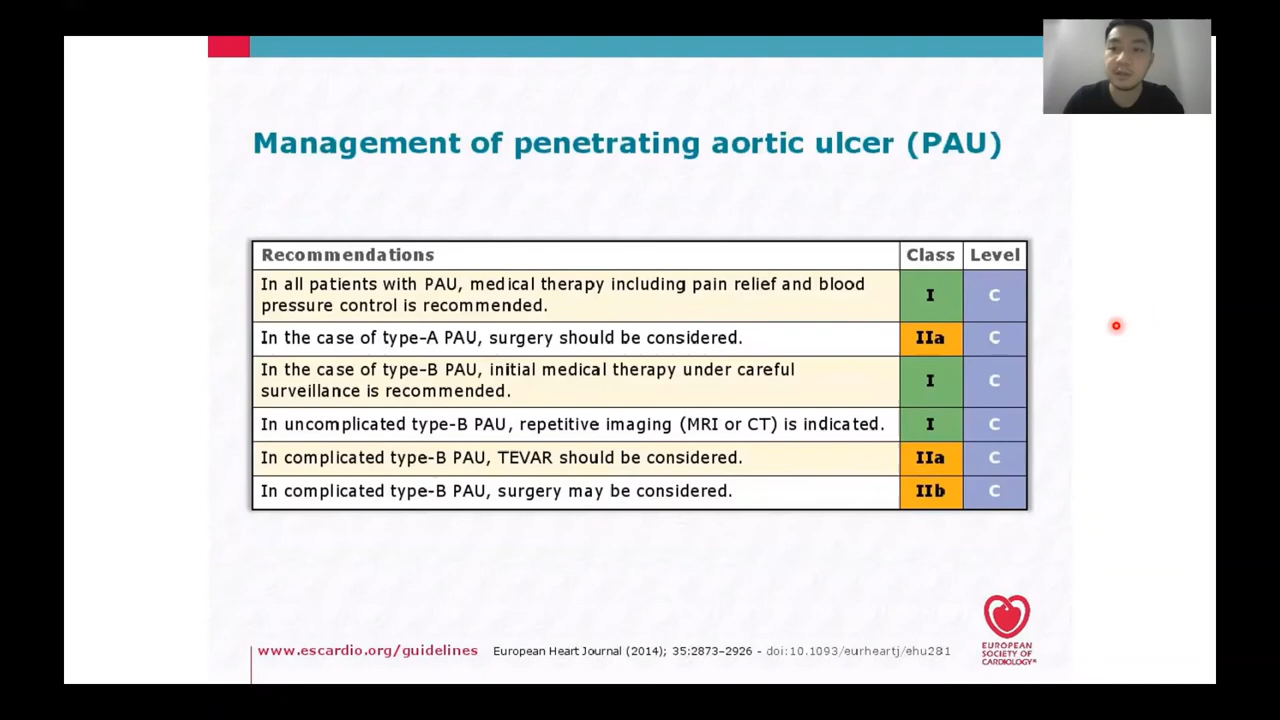 Management of penetrating aortic ulcer (PAU)
Recommendations Class Level
In all patients with PAU, medical therapy including pain relief and blood
pressure control is recommended.
I C
In the case of type-A PAU, surgery should be considered. IIa C
In the case of type-B PAU, initial medical therapy under careful
surveillance is recommended.
I C
In uncomplicated type-B PAU, repetitive imaging (MRI or CT) is indicated. I C
In complicated type-B PAU, TEVAR should be considered. IIa C
In complicated type-B PAU, surgery may be considered. IIb C
www.escardio.org/guidelines European Heart Journal (2014); 35:2873–2926 - doi:10.1093/eurheartj/ehu281
EUROPEAN
SOCIETY OF
CARDIOLOGY®